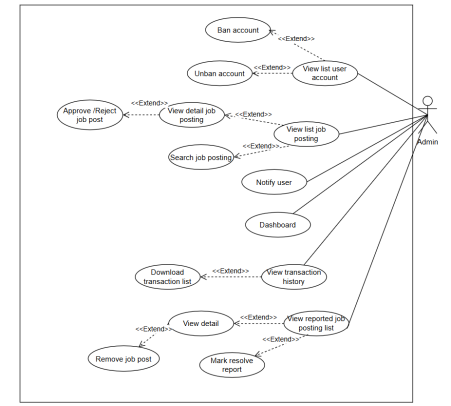 Ban account
<<Extend>>
Unban account
<<Extend>>
View list user
account
Approve /Reject
job post
<<Extend>>
View detail job
posting
<<Extend>>
View list job
posting
Search job posting
<<Extend>>
Admin
Notify user
Dashboard
Download
transaction list
<<Extend>>
View transaction
history
View detail
<<Extend>>
View reported job
posting list
<<Extend>>
<<Extend>>
Remove job post
Mark resolve
report